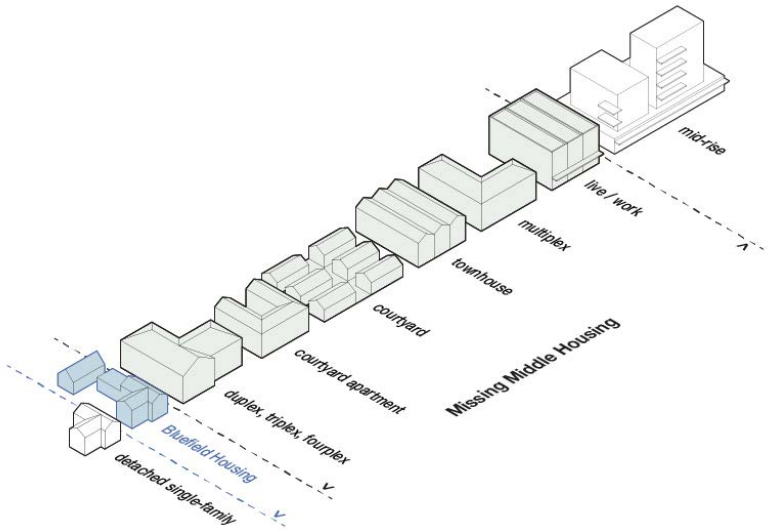 mid-rise
live / work
multiplex
townhouse
courtyard
courtyard apartment
duplex, triplex, fourplex
Bluefield Housing
detached single-family
Missing Middle Housing